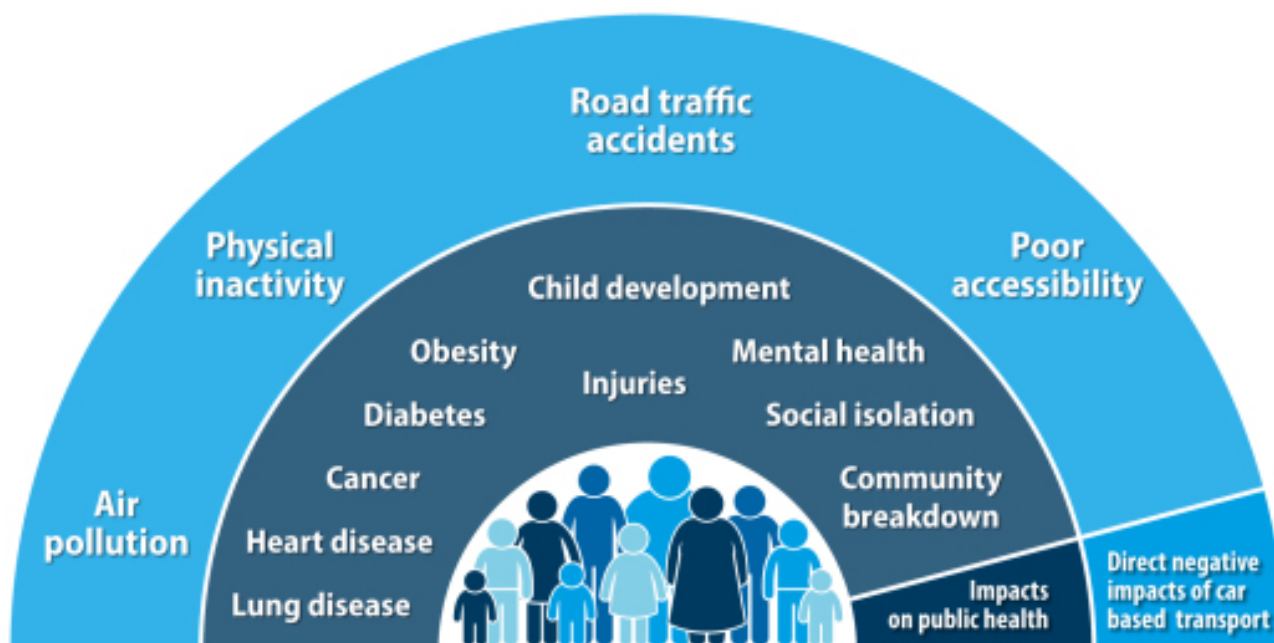 Road traffic
accidents
Physical
inactivity
Poor
accessibility
Air
pollution
Child development
Obesity
Mental health
Injuries
Diabetes
Social isolation
Cancer
Community
breakdown
Heart disease
Lung disease
Impacts
on public health
Direct negative
impacts of car
based transport